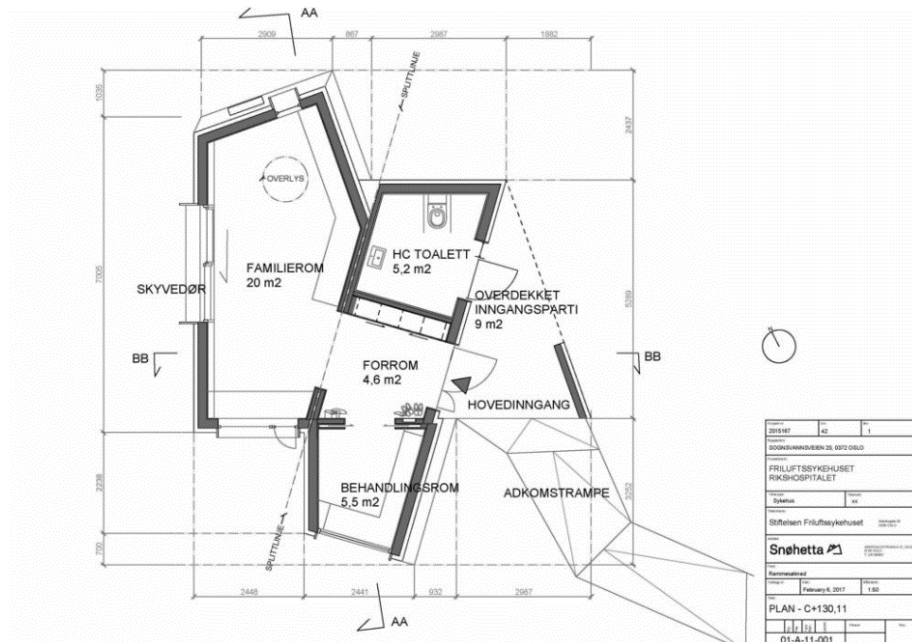 AA
2909
867
2987
1882
1035
SPLITTLINJE
2437
OVERLYS
HC TOALETT
5,2 m2
FAMILIEROM
20 m2
7005
SKYVEDØR
OVERDEKKET
INNGANGSPARTI
9 m2
5289
BB
BB
FORROM
4,6 m2
HOVEDINNGANG
2238
BEHANDLINGSROM
5,5 m2
ADKOMSTRAMPE
3252
SPLITTLINJE
700
2448
2441
932
2967
AA
2015167
42
1
SOGNSVANNSVEIEN 20, 0372 OSLO
FRILUFTSSYKEHUSET
RIKSHOSPITALET
Sykehus
xx
Stiftelsen Friluftssykehuset
Snøhetta
Rammesøknad
February 6, 2017
1:50
PLAN - C+130,11
01-A-11-001